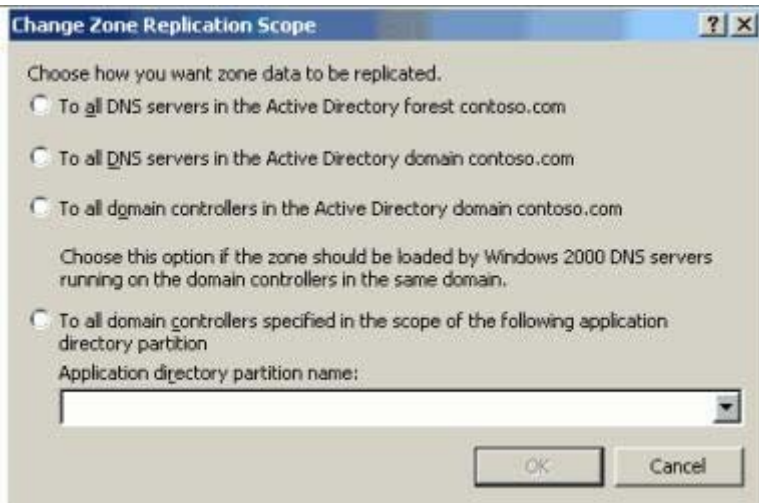 Change Zone Replication Scope
Choose how you want zone data to be replicated.
To all DNS servers in the Active Directory forest contoso.com
To all DNS servers in the Active Directory domain contoso.com
To all domain controllers in the Active Directory domain contoso.com
Choose this option if the zone should be loaded by Windows 2000 DNS servers
running on the domain controllers in the same domain.
To all domain controllers specified in the scope of the following application
directory partition
Application directory partition name:
OK Cancel